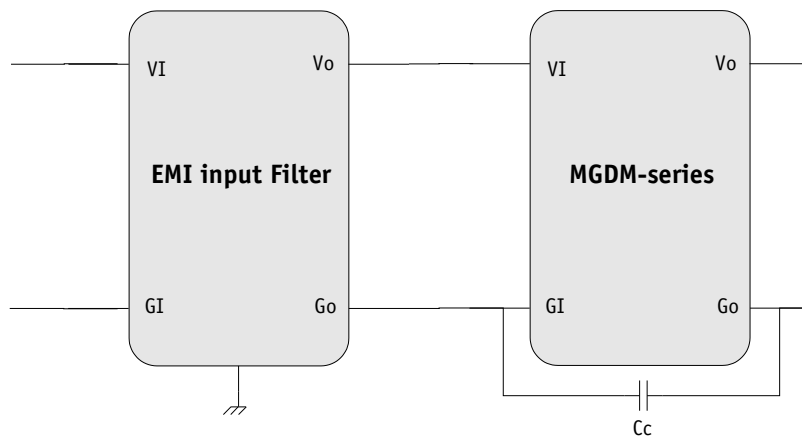 VI Vo VI Vo
EMI input Filter MGDM-series
GI Go GI Go
Cc